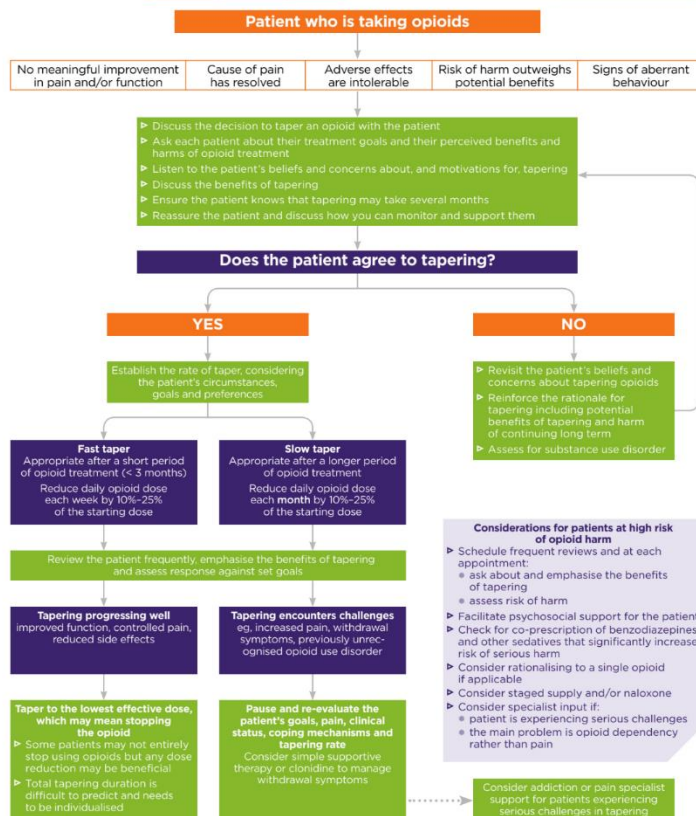 Patient who is taking opioids
No meaningful improvement
in pain and/or function
Cause of pain
has resolved
Adverse effects
are intolerable
Risk of harm outweighs
potential benefits
Signs of aberrant
behaviour
▷ Discuss the decision to taper an opioid with the patient
▷ Ask each patient about their treatment goals and their perceived benefits and
harms of opioid treatment
▷ Listen to the patient's beliefs and concerns about, and motivations for, tapering
▷ Discuss the benefits of tapering
▷ Ensure the patient knows that tapering may take several months
▷ Reassure the patient and discuss how you can monitor and support them
Does the patient agree to tapering?
YES
Establish the rate of taper, considering
the patient's circumstances,
goals and preferences
NO
▷ Revisit the patient's beliefs and
concerns about tapering opioids
▷ Reinforce the rationale for
tapering including potential
benefits of tapering and harm
of continuing long term
▷ Assess for substance use disorder
Fast taper
Appropriate after a short period
of opioid treatment (< 3 months)
Reduce daily opioid dose
each week by 10%–25%
of the starting dose
Slow taper
Appropriate after a longer period
of opioid treatment
Reduce daily opioid dose
each month by 10%–25%
of the starting dose
Review the patient frequently, emphasise the benefits of tapering
and assess response against set goals
Tapering progressing well
improved function, controlled pain,
reduced side effects
Tapering encounters challenges
eg, increased pain, withdrawal
symptoms, previously unrec-
ognised opioid use disorder
Taper to the lowest effective dose,
which may mean stopping
the opioid
▷ Some patients may not entirely
stop using opioids but any dose
reduction may be beneficial
▷ Total tapering duration is
difficult to predict and needs
to be individualised
Pause and re-evaluate the
patient's goals, pain, clinical
status, coping mechanisms and
tapering rate
Consider simple supportive
therapy or clonidine to manage
withdrawal symptoms
Considerations for patients at high risk
of opioid harm
▷ Schedule frequent reviews and at each
appointment:
● ask about and emphasise the benefits
of tapering
● assess risk of harm
▷ Facilitate psychosocial support for the patient
▷ Check for co-prescription of benzodiazepines
and other sedatives that significantly increase
risk of serious harm
▷ Consider rationalising to a single opioid
if applicable
▷ Consider staged supply and/or naloxone
▷ Consider specialist input if:
● patient is experiencing serious challenges
● the main problem is opioid dependency
rather than pain
Consider addiction or pain specialist
support for patients experiencing
serious challenges in tapering